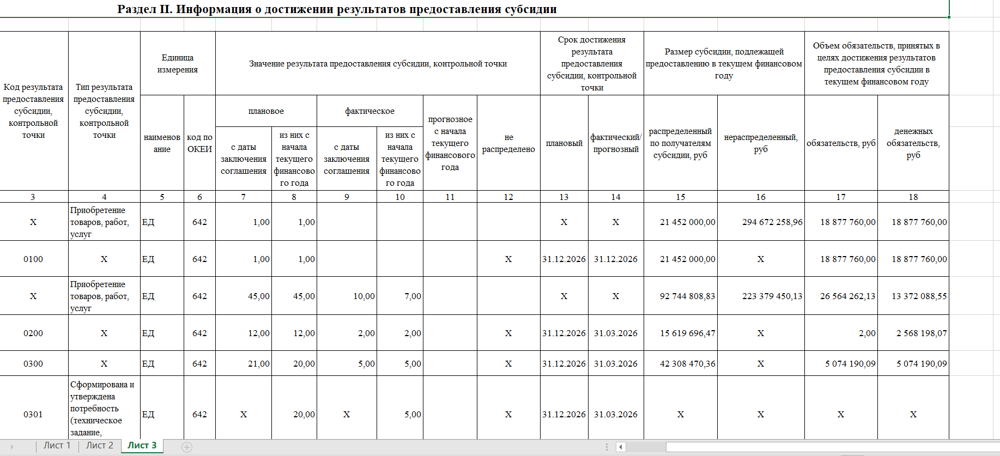 Раздел II. Информация о достижении результатов предоставления субсидии
Код результата
предоставления
субсидии,
контрольной
точки
Тип результата
предоставления
субсидии,
контрольной
точки
Единица
измерения
Значение результата предоставления субсидии, контрольной точки
Срок достижения
результата
предоставления
субсидии, контрольной
точки
Размер субсидии, подлежащей
предоставлению в текущем финансовом
году
Объем обязательств, принятых в
целях достижения результатов
предоставления субсидии в
текущем финансовом году
наименов
ание
код по
ОКЕИ
плановое
фактическое
с даты
заключения
соглашения
из них с
начала
текущего
финансово
го года
с даты
заключения
соглашения
из них с
начала
текущего
финансово
го года
прогнозное
с начала
текущего
финансового
года
не
распределено
плановый
фактический/
прогнозный
распределенный
по получателям
субсидии, руб
нераспределенный,
руб
обязательств, руб
денежных
обязательств,
руб
3 4 5 6 7 8 9 10 11 12 13 14 15 16 17 18
X Приобретение
товаров, работ,
услуг ЕД 642 1,00 1,00 X X 21 452 000,00 294 672 258,96 18 877 760,00 18 877 760,00
0100 X ЕД 642 1,00 1,00 X 31.12.2026 31.12.2026 21 452 000,00 X 18 877 760,00 18 877 760,00
X Приобретение
товаров, работ,
услуг ЕД 642 45,00 45,00 10,00 7,00 X X 92 744 808,83 223 379 450,13 26 564 262,13 13 372 088,55
0200 X ЕД 642 12,00 12,00 2,00 2,00 X 31.12.2026 31.03.2026 15 619 696,47 X 2,00 2 568 198,07
0300 X ЕД 642 21,00 20,00 5,00 5,00 X 31.12.2026 31.03.2026 42 308 470,36 X 5 074 190,09 5 074 190,09
0301 Сформирована и
утверждена
потребность
(техническое
задание, ЕД 642 X 20,00 X 5,00 X 31.12.2026 31.03.2026 X X X X
Лист 1 Лист 2 Лист 3